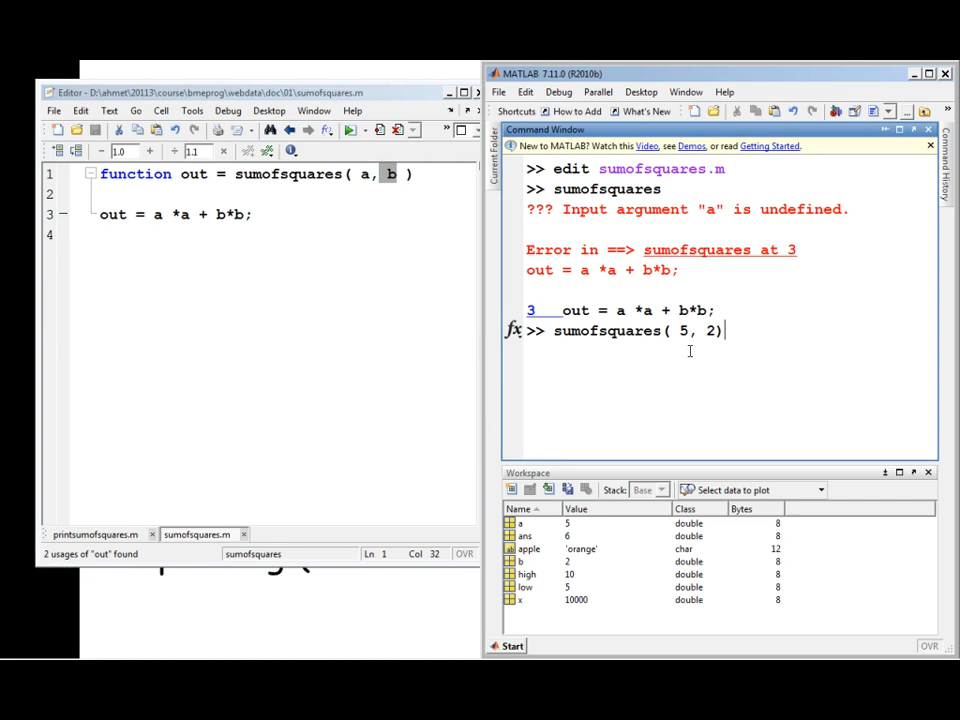 Editor - D:\ahmet\20113\course\bmeprog\webdata\doc\01\sumofsquares.m
File Edit Text Go Cell Tools Debug Desktop Window Help
1.0 1.1
1 function out = sumofsquares( a, b )
2
3 out = a *a + b*b;
4
printsumofsquares.m sumofsquares.m
2 usages of "out" found sumofsquares Ln 1 Col 32 OVR
MATLAB 7.11.0 (R2010b)
File Edit Debug Parallel Desktop Window Help
Shortcuts How to Add What's New
Current Folder
Command Window
New to MATLAB? Watch this Video, see Demos, or read Getting Started.
>> edit sumofsquares.m
>> sumofsquares
??? Input argument "a" is undefined.
Error in ==> sumofsquares at 3
out = a *a + b*b;
3 out = a *a + b*b;
fx >> sumofsquares( 5, 2)
Command History
Workspace
Stack: Base Select data to plot
Name Value Class Bytes
a 5 double 8
ans 6 double 8
apple 'orange' char 12
b 2 double 8
high 10 double 8
low 5 double 8
x 10000 double 8
Start OVR